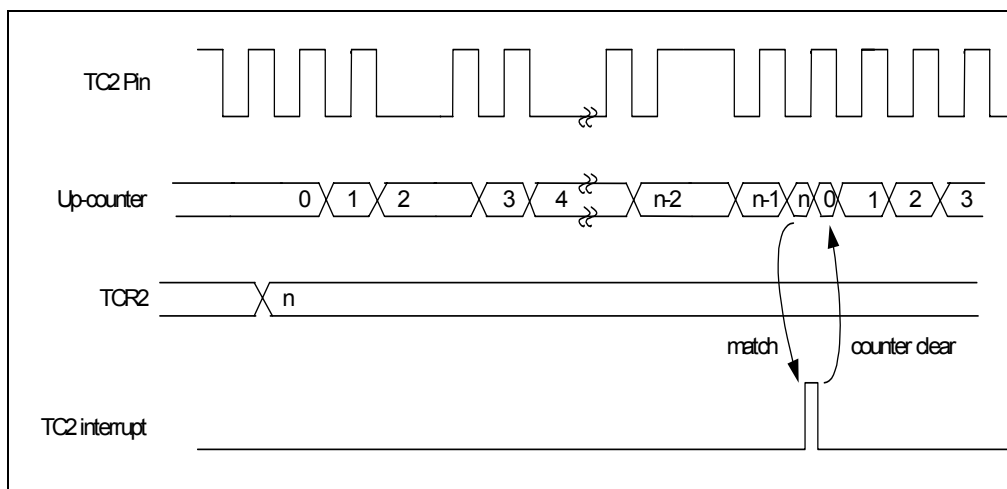 TC2 Pin
Up-counter 0 1 2 3 4 n-2 n-1 n 0 1 2 3
TCR2 n
match counter clear
TC2 interrupt